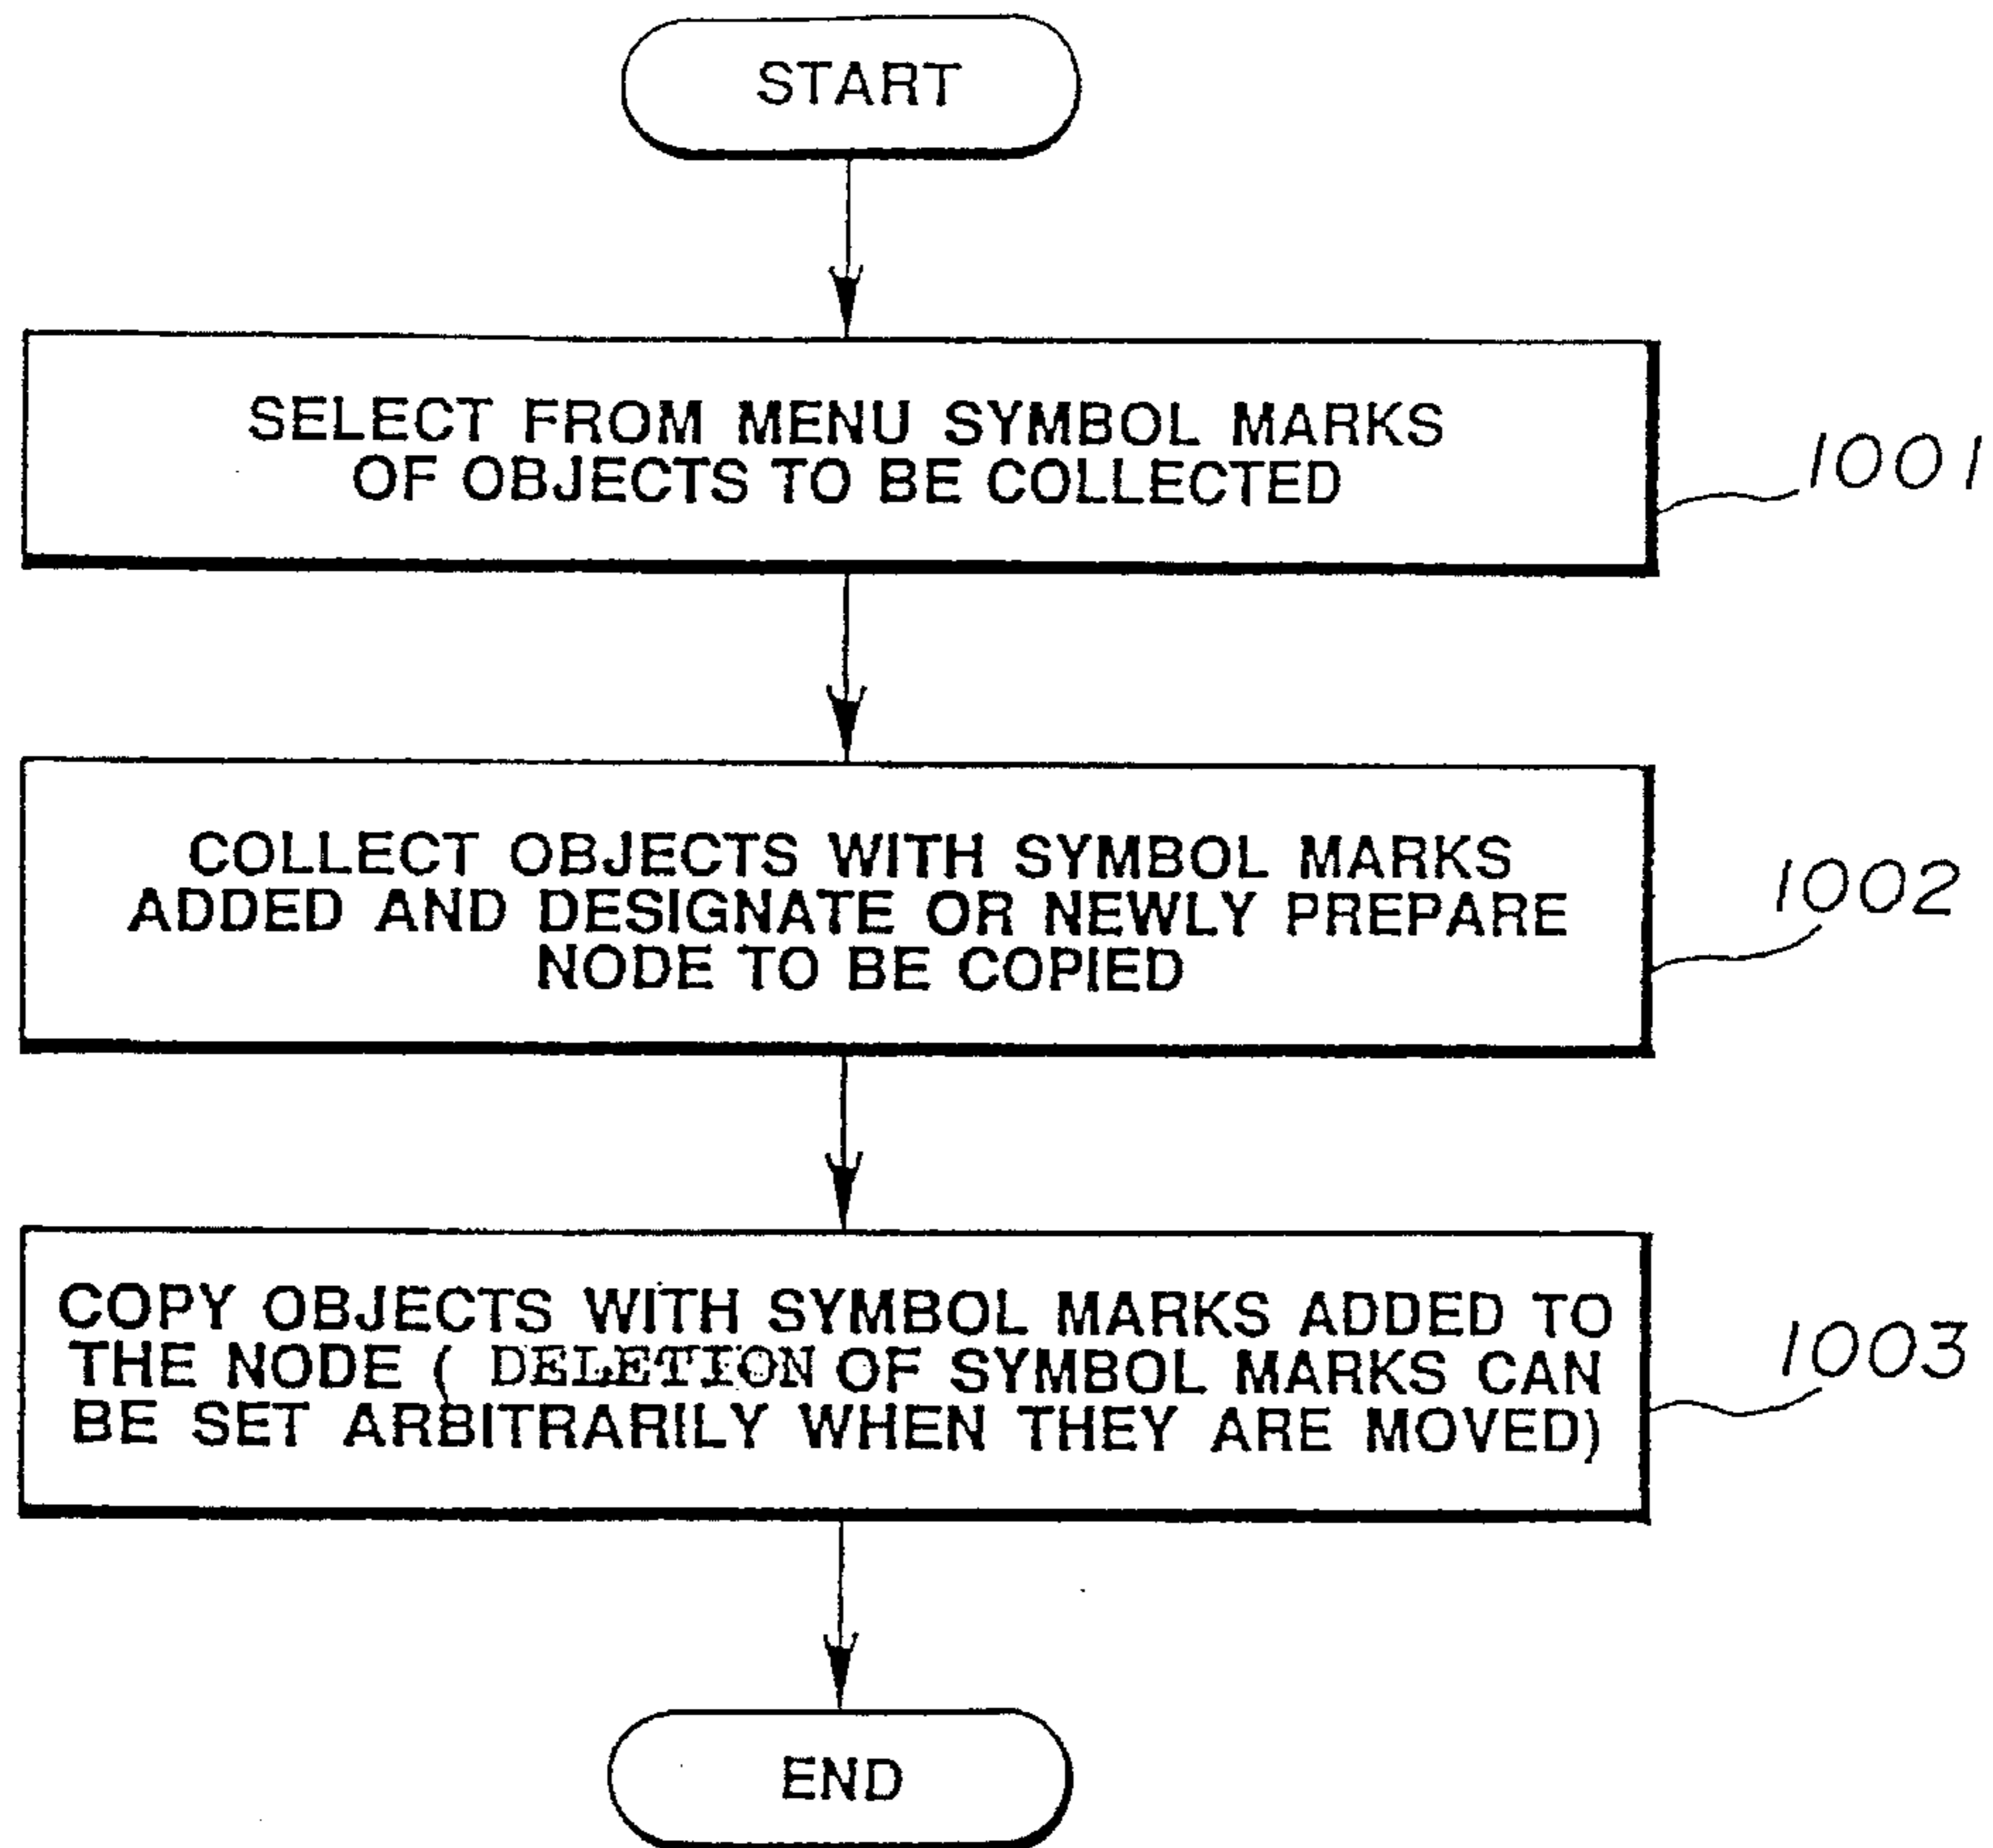 START
SELECT FROM MENU SYMBOL MARKS
OF OBJECTS TO BE COLLECTED
1001
COLLECT OBJECTS WITH SYMBOL MARKS
ADDED AND DESIGNATE OR NEWLY PREPARE
NODE TO BE COPIED
1002
COPY OBJECTS WITH SYMBOL MARKS ADDED TO
THE NODE ( DELETION OF SYMBOL MARKS CAN
BE SET ARBITRARILY WHEN THEY ARE MOVED)
1003
END